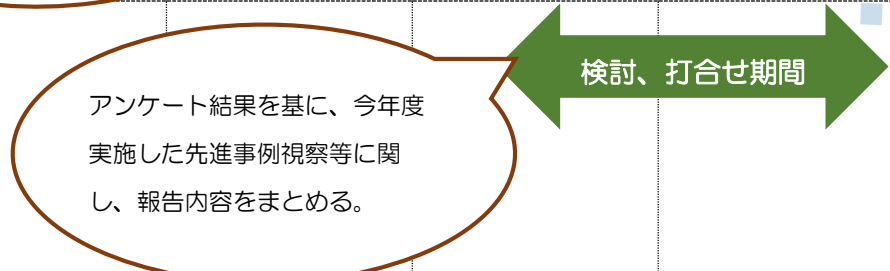 検討、打合せ期間
アンケート結果を基に、今年度
実施した先進事例視察等に関
し、報告内容をまとめる。